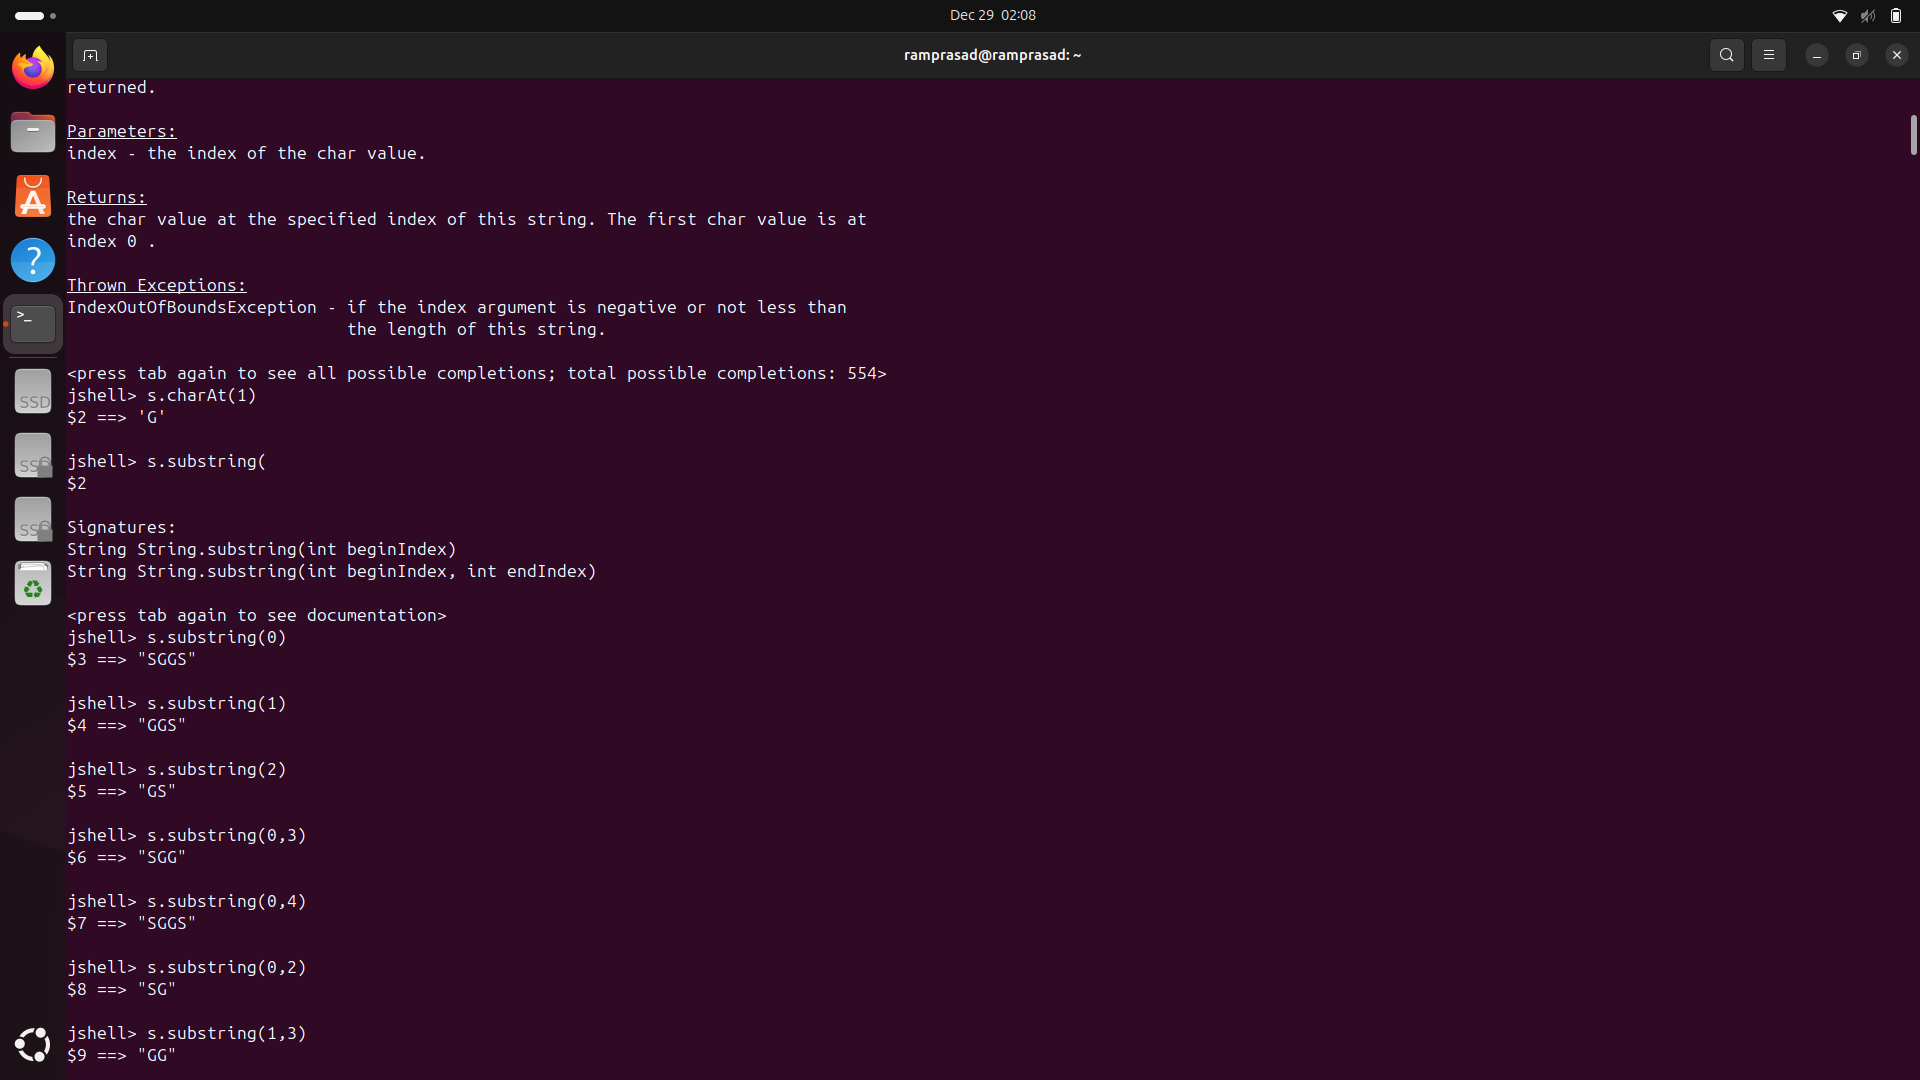 Dec 29 02:08
ramprasad@ramprasad: ~
returned.
Parameters:
index - the index of the char value.
Returns:
the char value at the specified index of this string. The first char value is at
index 0 .
Thrown Exceptions:
IndexOutOfBoundsException - if the index argument is negative or not less than
the length of this string.
<press tab again to see all possible completions; total possible completions: 554>
jshell> s.charAt(1)
$2 ==> 'G'
jshell> s.substring(
$2
Signatures:
String String.substring(int beginIndex)
String String.substring(int beginIndex, int endIndex)
<press tab again to see documentation>
jshell> s.substring(0)
$3 ==> "SGGS"
jshell> s.substring(1)
$4 ==> "GGS"
jshell> s.substring(2)
$5 ==> "GS"
jshell> s.substring(0,3)
$6 ==> "SGG"
jshell> s.substring(0,4)
$7 ==> "SGGS"
jshell> s.substring(0,2)
$8 ==> "SG"
jshell> s.substring(1,3)
$9 ==> "GG"
SSD
SSD
SSD